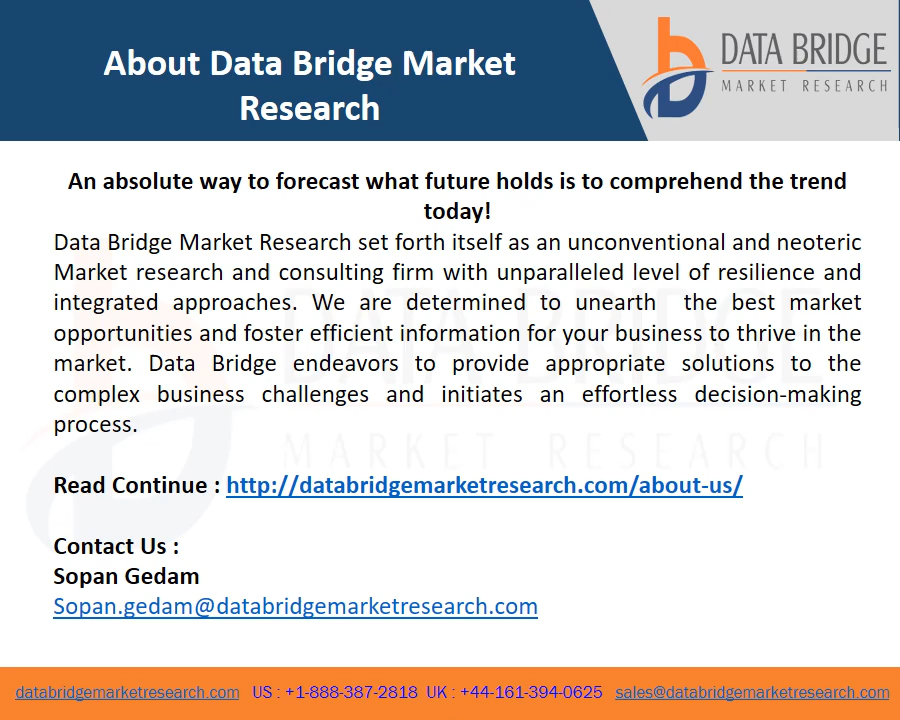 About Data Bridge Market
Research
DATA BRIDGE
MARKET RESEARCH
An absolute way to forecast what future holds is to comprehend the trend
today!
Data Bridge Market Research set forth itself as an unconventional and neoteric
Market research and consulting firm with unparalleled level of resilience and
integrated approaches. We are determined to unearth the best market
opportunities and foster efficient information for your business to thrive in the
market. Data Bridge endeavors to provide appropriate solutions to the
complex business challenges and initiates an effortless decision-making
process.
DATA BRIDGE
MARKET RESEARCH
Read Continue : http://databridgemarketresearch.com/about-us/
Contact Us :
Sopan Gedam
Sopan.gedam@databridgemarketresearch.com
databridgemarketresearch.com US : +1-888-387-2818 UK : +44-161-394-0625 sales@databridgemarketresearch.com